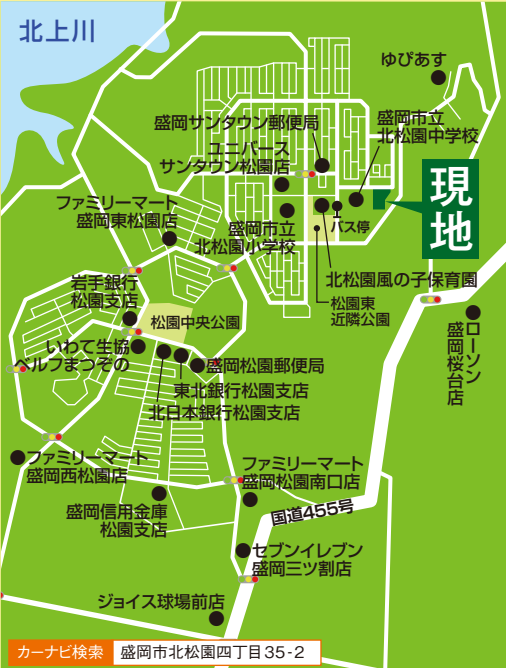 北上川
ゆぴあす
盛岡サンタウン郵便局
盛岡市立
北松園中学校
ユニバース
サンタウン松園店
現地
ファミリーマート
盛岡東松園店
盛岡市立
北松園小学校
バス停
北松園風の子保育園
松園東
近隣公園
岩手銀行
松園支店
松園中央公園
ローソン
盛岡桜台店
いわて生協
ベルフまつぞの
盛岡松園郵便局
東北銀行松園支店
北日本銀行松園支店
ファミリーマート
盛岡西松園店
ファミリーマート
盛岡松園南口店
盛岡信用金庫
松園支店
国道455号
セブンイレブン
盛岡三ツ割店
ジョイス球場前店
カーナビ検索 盛岡市北松園四丁目35-2